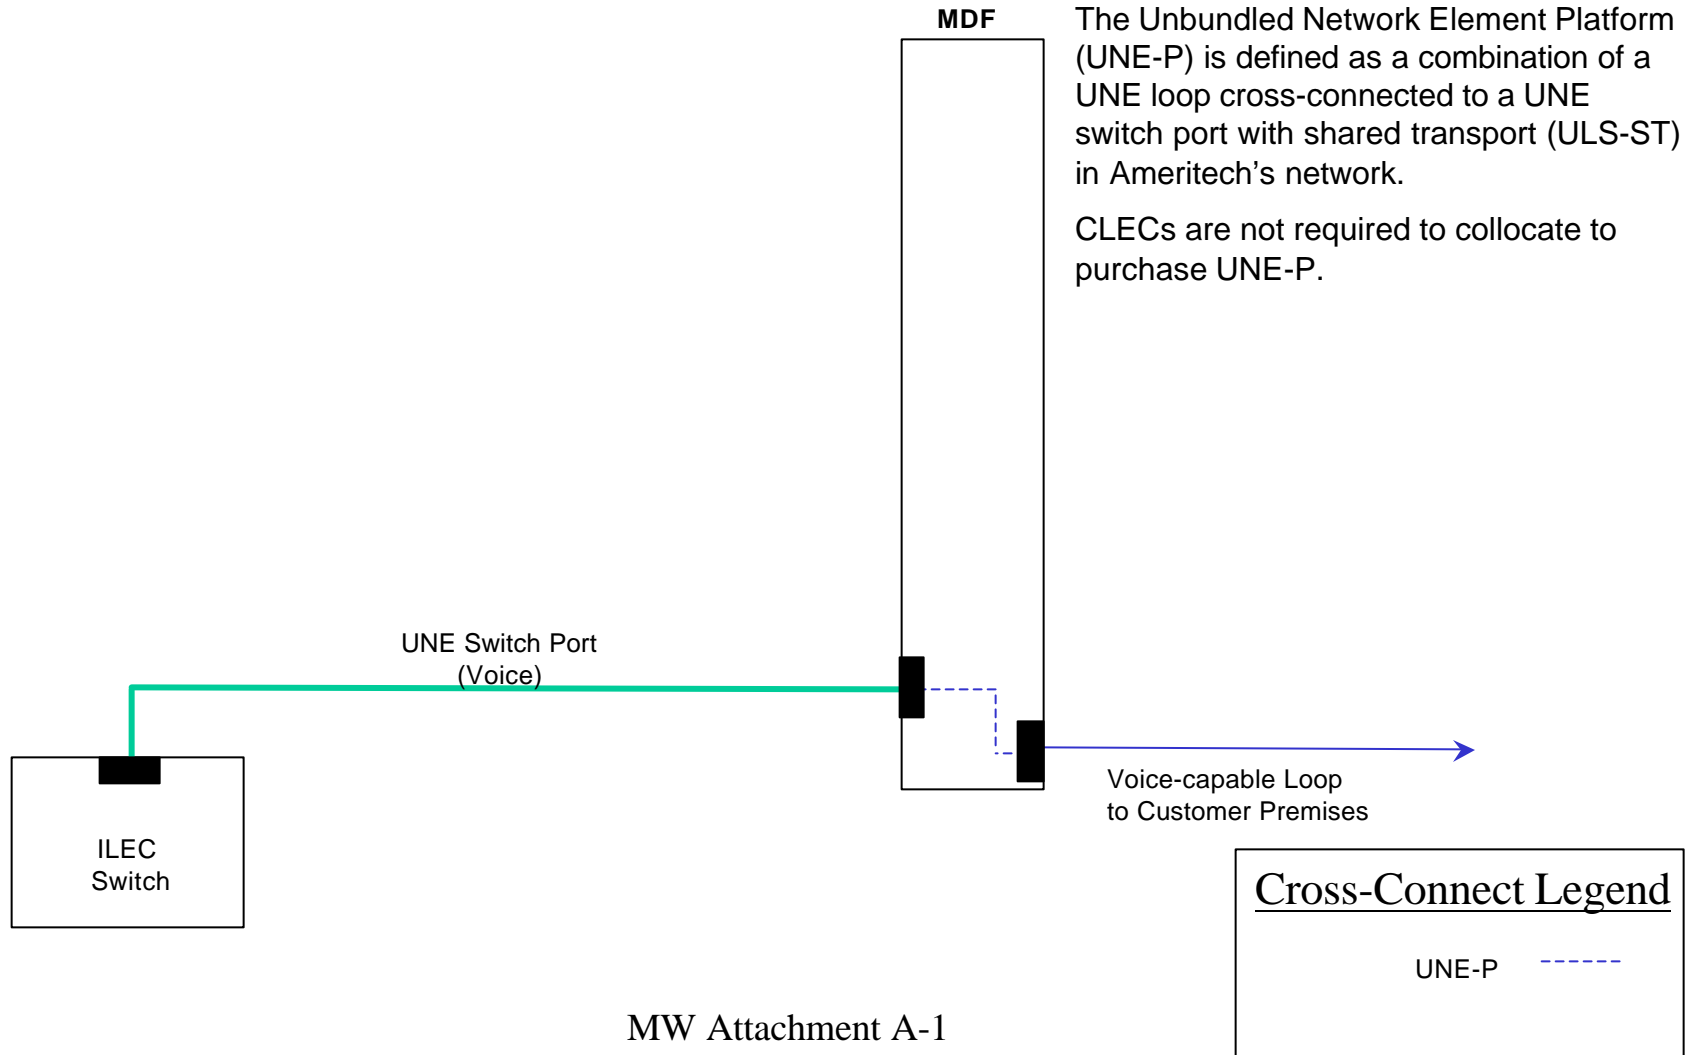 MDF
The Unbundled Network Element Platform
(UNE-P) is defined as a combination of a
UNE loop cross-connected to a UNE
switch port with shared transport (ULS-ST)
in Ameritech’s network.
CLECs are not required to collocate to
purchase UNE-P.
UNE Switch Port
(Voice)
Voice-capable Loop
to Customer Premises
ILEC
Switch
Cross-Connect Legend
UNE-P
MW Attachment A-1